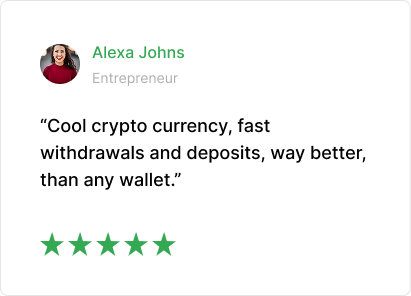 Alexa Johns
Entrepreneur
“Cool crypto currency, fast
withdrawals and deposits, way better,
than any wallet.”